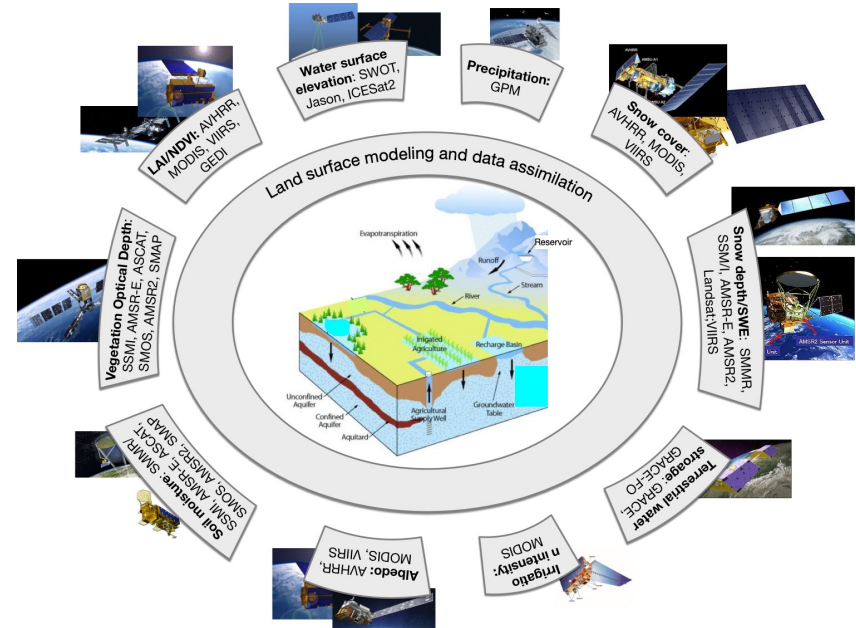 Water surface
elevation: SWOT,
Jason, ICESat2
Precipitation:
GPM
Snow cover:
AVHRR, MODIS,
VIIRS
Snow depth/SWE: SMMR,
SSM/I, AMSR-E, AMSR2,
Landsat;VIIRS
AMSR2 Sensor Unit
Unit.
Terrestrial water
stroage: GRACE,
GRACE-FO
Irrigatio
n intensity:
MODIS
Albedo: AVHRR,
MODIS, VIIRS
Soil moisture: SMMR/
SSMI, AMSR-E, ASCAT,
SMOS, AMSR2, SMAP
Vegetation Optical Depth:
SSMI, AMSR-E, ASCAT,
SMOS, AMSR2, SMAP
LAI/NDVI: AVHRR,
MODIS, VIIRS,
GEDI
Land surface modeling and data assimilation
Evapotranspiration
Reservoir
Runoff
Stream
River
Irrigated
Agriculture
Recharge Basin
Unconfined
Aquifer
Confined
Aquifer
Aquitard
Agricultural
Supply Well
Groundwater
Table
AVHRR
AMSU-A1